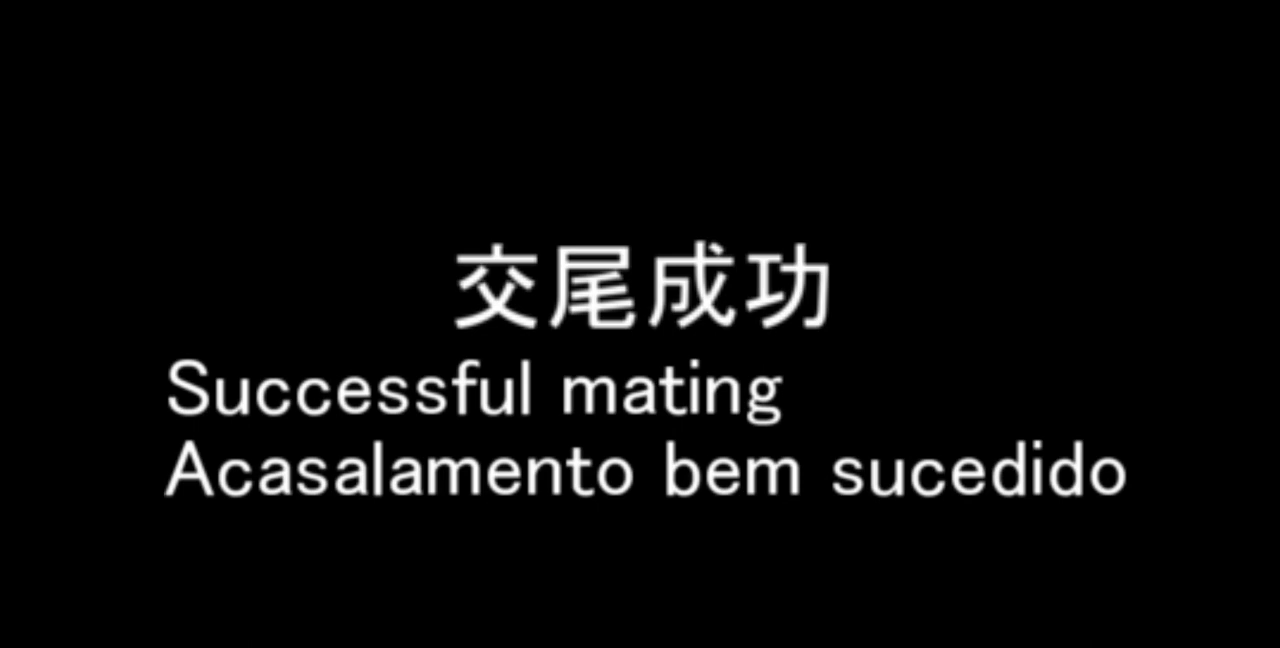 交尾成功
Successful mating
Acasalamento bem sucedido